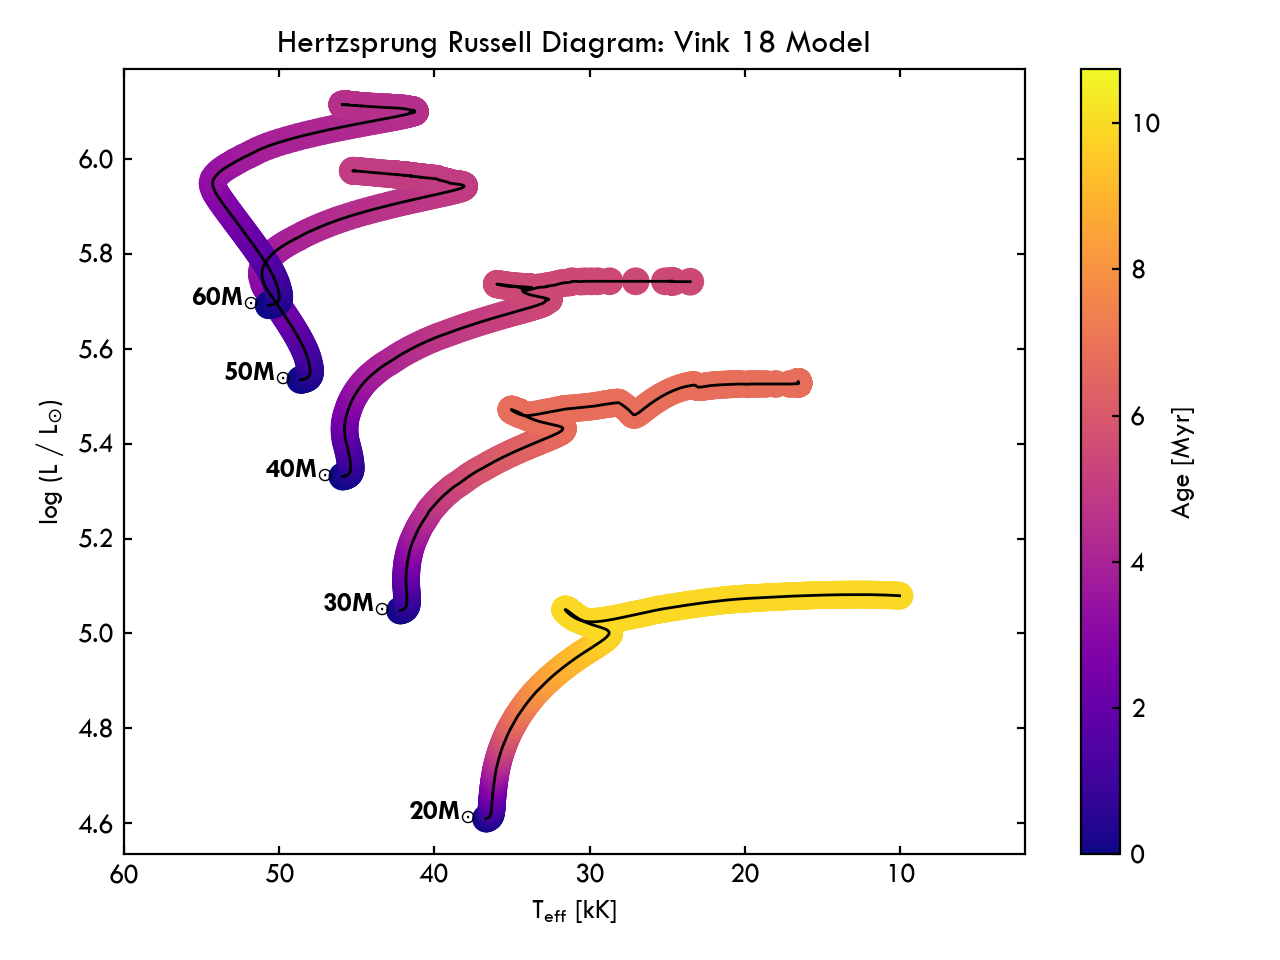 Hertzsprung Russell Diagram: Vink 18 Model
6.0
5.8
5.6
5.4
5.2
5.0
4.8
4.6
log (L / L☉)
60M☉
50M☉
40M☉
30M☉
20M☉
60
50
40
30
20
10
T_eff [kK]
10
8
6
4
2
0
Age [Myr]